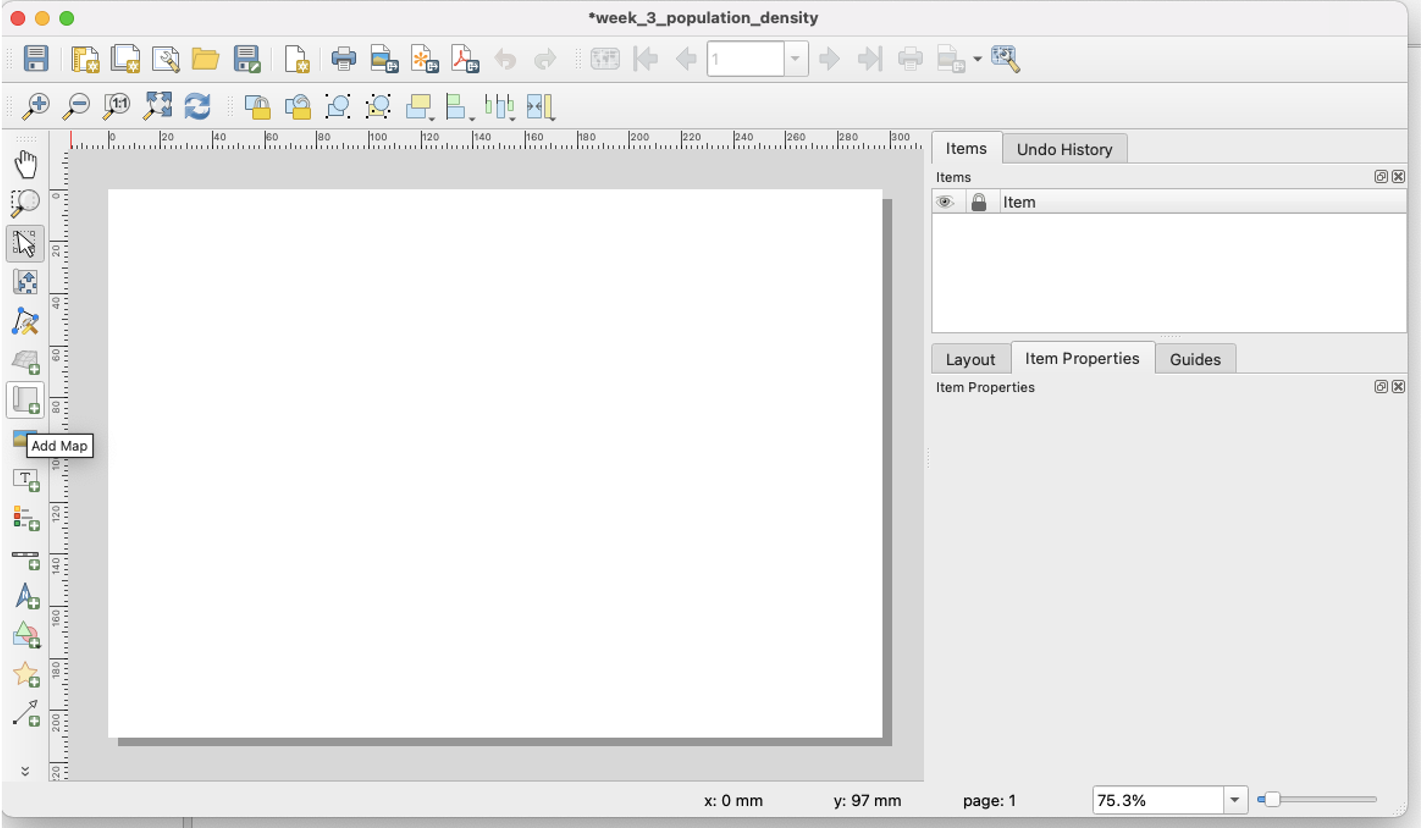 *week_3_population_density
1
1:1
0 20 40 60 80 100 120 140 160 180 200 220 240 260 280 300
Items
Undo History
Items
Item
0
20
40
60
80
Add Map
T
120
140
160
180
200
Layout
Item Properties
Guides
Item Properties
N
x: 0 mm
y: 97 mm
page: 1
75.3%